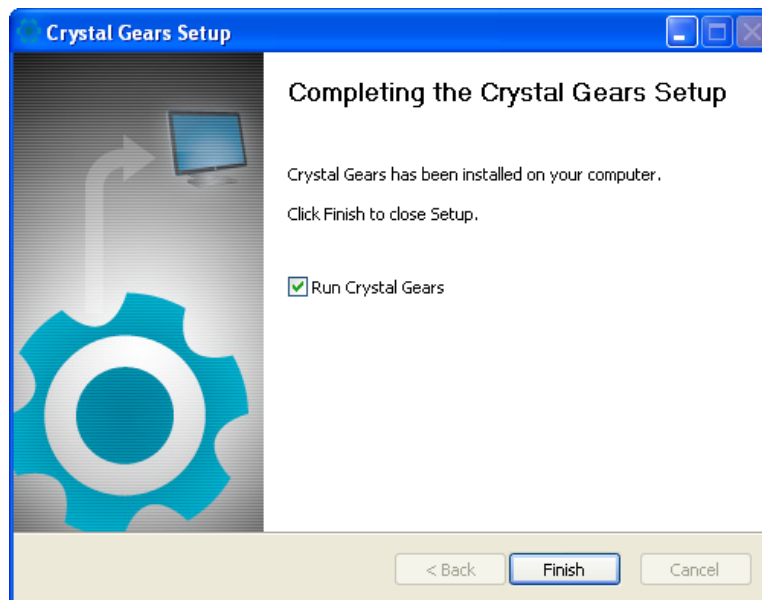 Crystal Gears Setup
Completing the Crystal Gears Setup
Crystal Gears has been installed on your computer.
Click Finish to close Setup.
Run Crystal Gears
< Back Finish Cancel